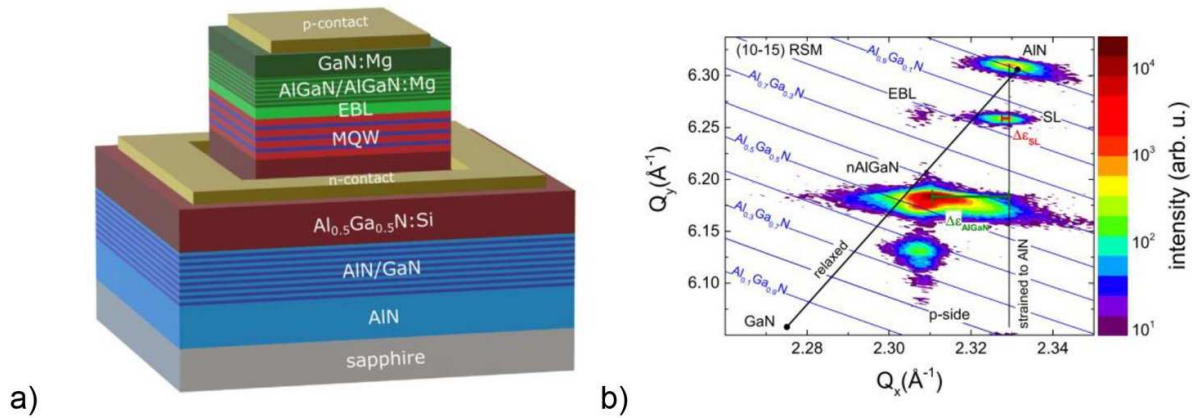 p-contact
GaN:Mg
AlGaN/AlGaN:Mg
EBL
MQW
n-contact
Al0.5Ga0.5N:Si
AlN/GaN
AlN
sapphire
a)
(10-15) RSM
Al0.9Ga0.1N
AlN
Al0.7Ga0.3N
EBL
SL
ΔεSL
Al0.5Ga0.5N
nAlGaN
ΔεAlGaN
Al0.3Ga0.7N
relaxed
strained to AlN
Al0.1Ga0.9N
p-side
GaN
6.30
6.25
6.20
6.15
6.10
Qy(Å-1)
2.28
2.30
2.32
2.34
Qx(Å-1)
10^4
10^3
10^2
10^1
intensity (arb. u.)
b)